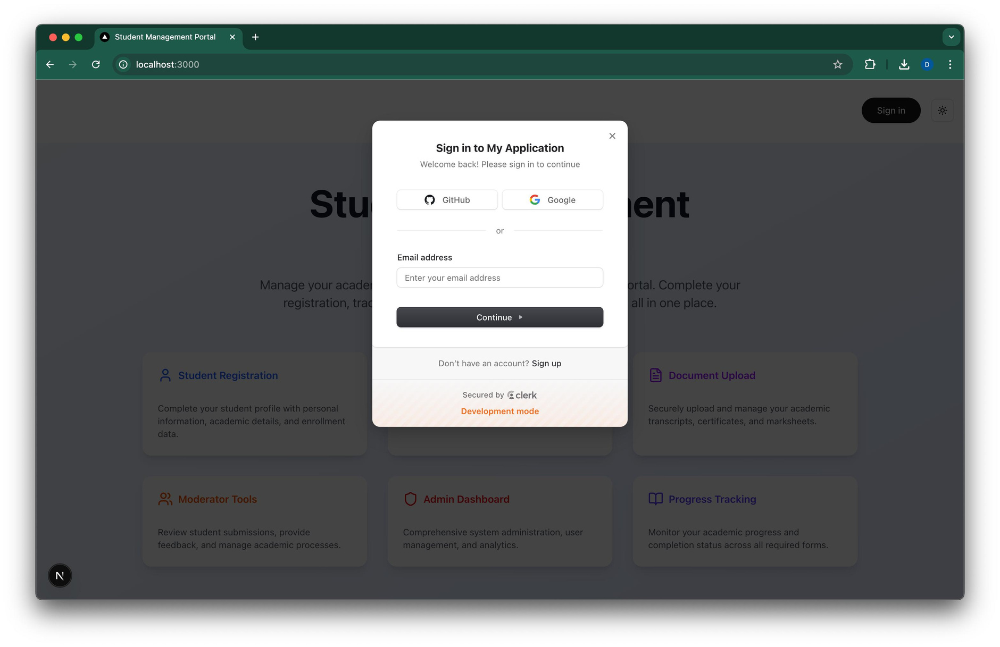 Student Management Portal
localhost:3000
D
Sign in
Sign in to My Application
Welcome back! Please sign in to continue
GitHub
Google
or
Email address
Enter your email address
Continue
Don’t have an account? Sign up
Secured by clerk
Development mode
ent
Manage your acade
ortal. Complete your
registration, trac
all in one place.
Student Registration
Complete your student profile with personal
information, academic details, and enrollment
data.
Document Upload
Securely upload and manage your academic
transcripts, certificates, and marksheets.
Moderator Tools
Review student submissions, provide
feedback, and manage academic processes.
Admin Dashboard
Comprehensive system administration, user
management, and analytics.
Progress Tracking
Monitor your academic progress and
completion status across all required forms.
N